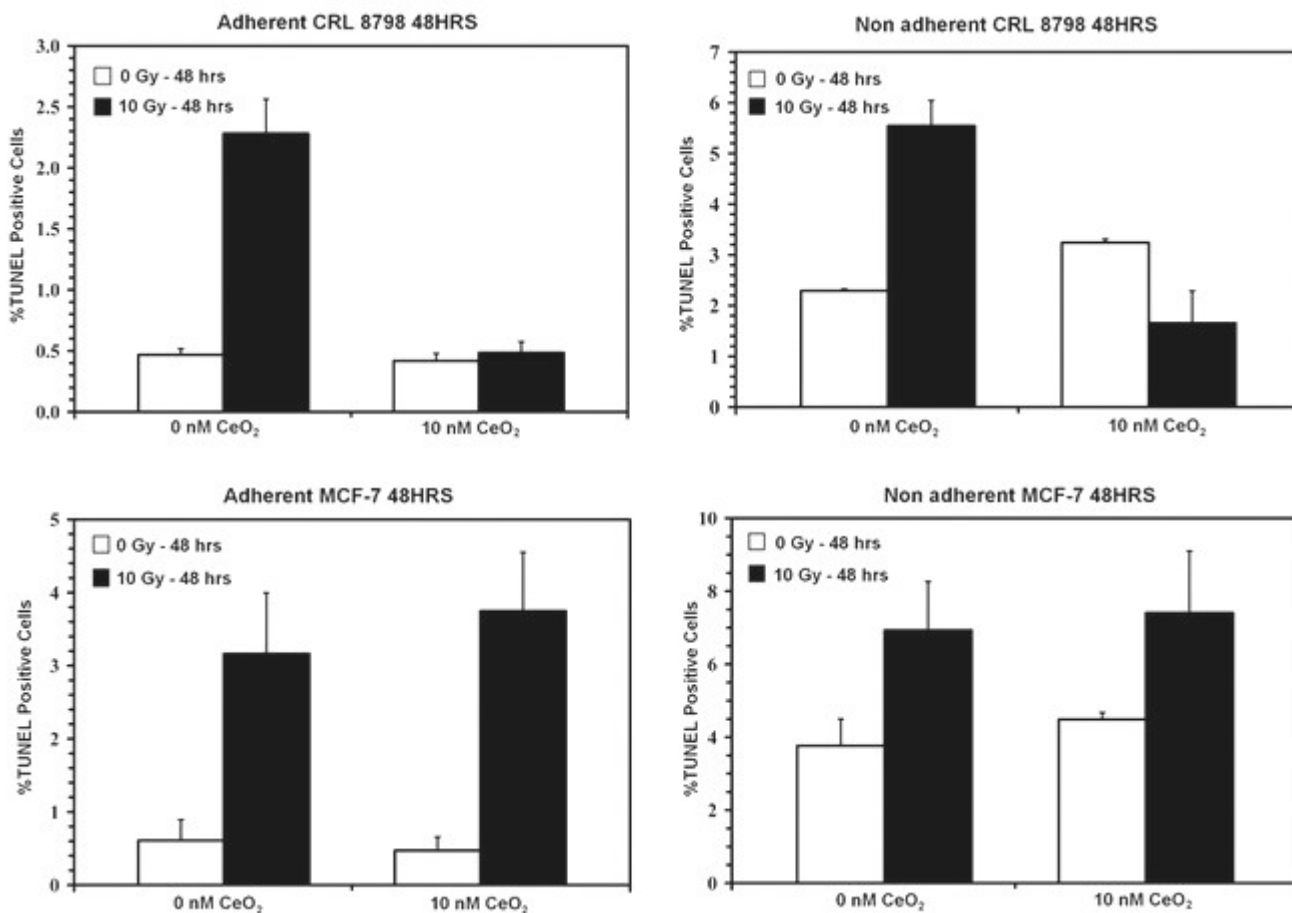 Adherent CRL 8798 48HRS
%TUNEL Positive Cells
3.0
2.5
2.0
1.5
1.0
0.5
0.0
0 Gy - 48 hrs
10 Gy - 48 hrs
0 nM CeO₂ 10 nM CeO₂
Non adherent CRL 8798 48HRS
%TUNEL Positive Cells
7
6
5
4
3
2
1
0
0 Gy - 48 hrs
10 Gy - 48 hrs
0 nM CeO₂ 10 nM CeO₂
Adherent MCF-7 48HRS
%TUNEL Positive Cells
5
4
3
2
1
0
0 Gy - 48 hrs
10 Gy - 48 hrs
0 nM CeO₂ 10 nM CeO₂
Non adherent MCF-7 48HRS
%TUNEL Positive Cells
10
8
6
4
2
0
0 Gy - 48 hrs
10 Gy - 48 hrs
0 nM CeO₂ 10 nM CeO₂